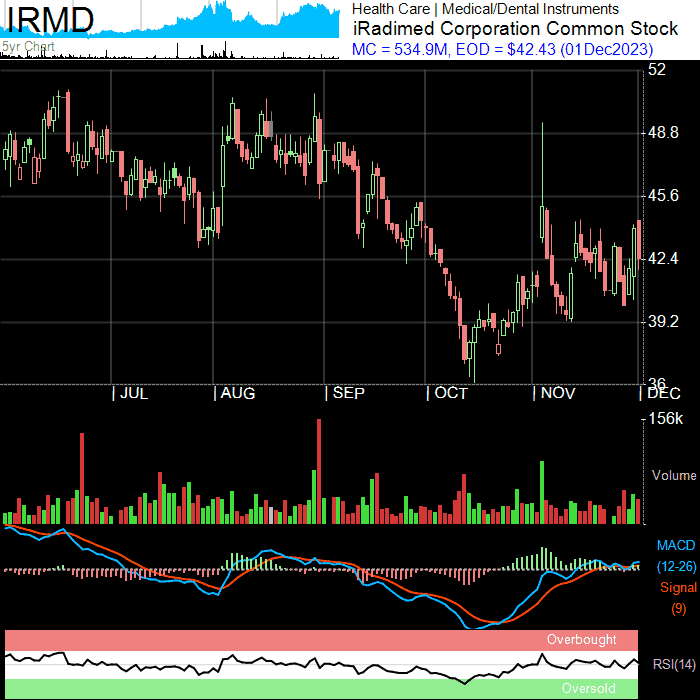 IRMD
5yr Chart
Health Care | Medical/Dental Instruments
iRadimed Corporation Common Stock
MC = 534.9M, EOD = $42.43 (01Dec2023)
52
48.8
45.6
42.4
39.2
36
JUL AUG SEP OCT NOV DEC
156k
Volume
MACD
(12-26)
Signal
(9)
Overbought
RSI(14)
Oversold